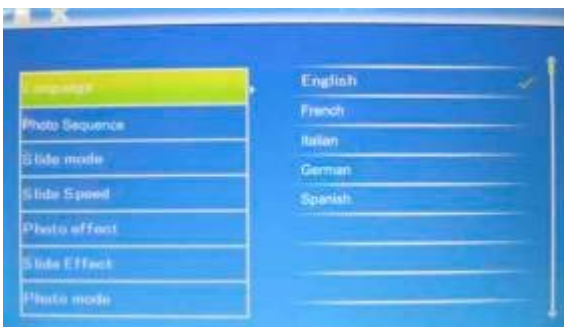 Language
Photo Sequence
Slide mode
Slide Speed
Photo effect
Slide Effect
Photo mode
English
French
Italian
German
Spanish